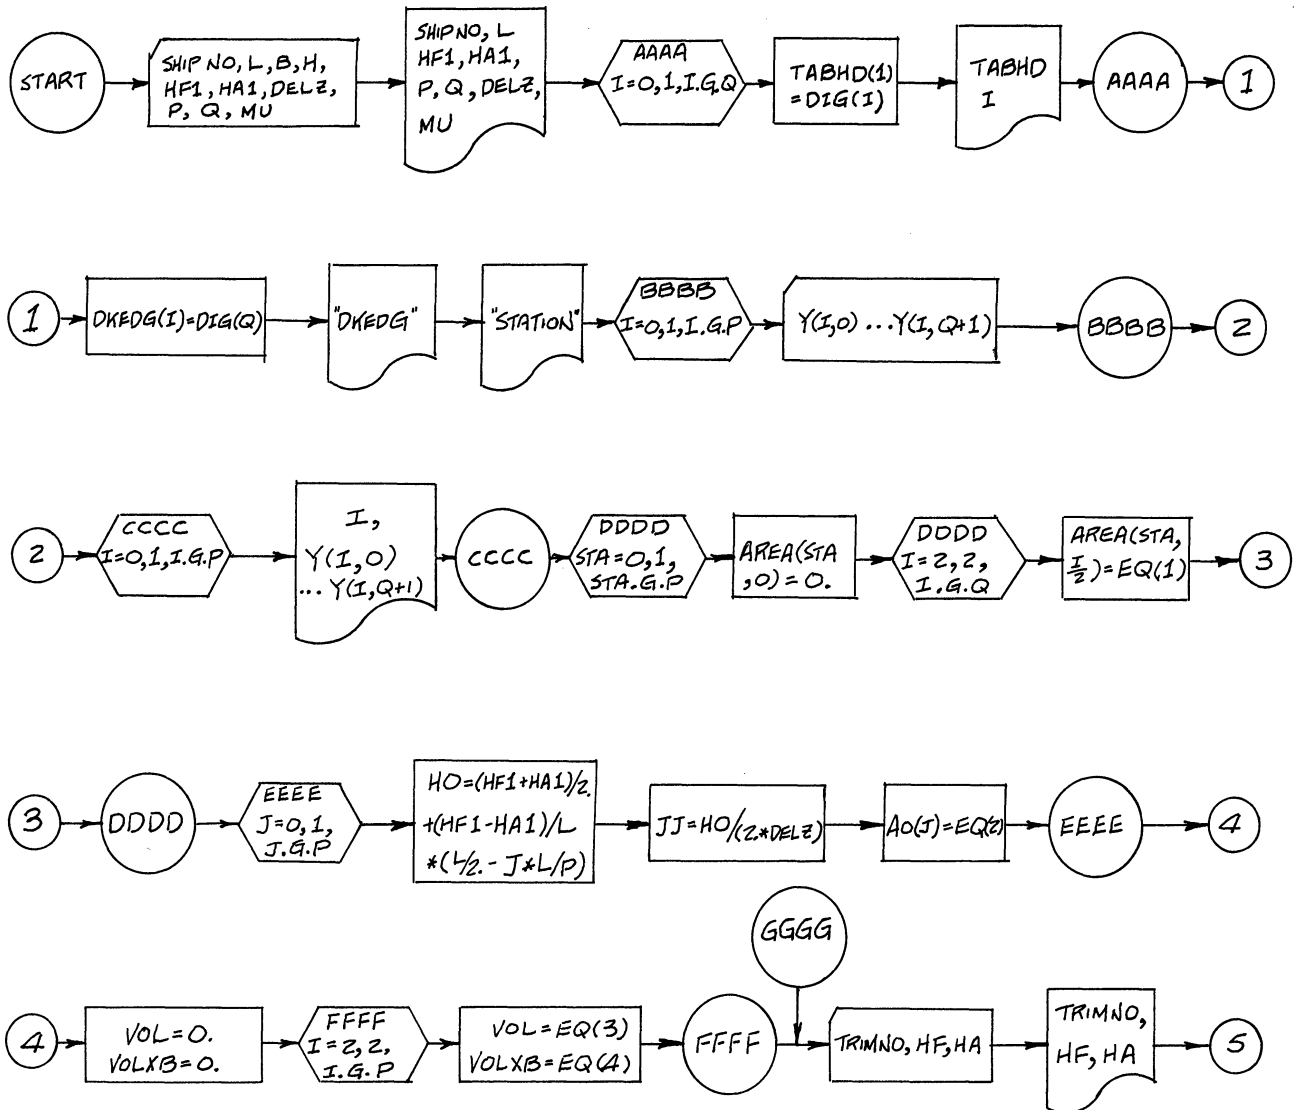 START
SHIP NO, L, B, H,
HF1, HA1, DELZ,
P, Q, MU
SHIP NO, L
HF1, HA1,
P, Q, DELZ,
MU
AAAA
I=0,1,I.G.Q
TABHD(1)
=DIG(I)
TABHD
I
AAAA
1
1
DKEDG(I)=DIG(Q)
"DKEDG"
"STATION"
BBBB
I=0,1,I.G.P
Y(I,0) ...Y(I,Q+1)
BBBB
2
2
CCCC
I=0,1,I.G.P
I,
Y(I,0)
... Y(I,Q+1)
CCCC
DDDD
STA=0,1,
STA.G.P
AREA(STA
,0)=0.
DDDD
I=2,2,
I.G.Q
AREA(STA,
I/2)=EQ(1)
3
3
DDDD
EEEE
J=0,1,
J.G.P
HO=(HF1+HA1)/2.
+(HF1-HA1)/L
*(L/2.-J*L/P)
JJ=HO/(2.*DELZ)
AO(J)=EQ(2)
EEEE
4
GGGG
4
VOL=0.
VOLXB=0.
FFFF
I=2,2,
I.G.P
VOL=EQ(3)
VOLXB=EQ(4)
FFFF
TRIMNO, HF, HA
TRIMNO,
HF, HA
5